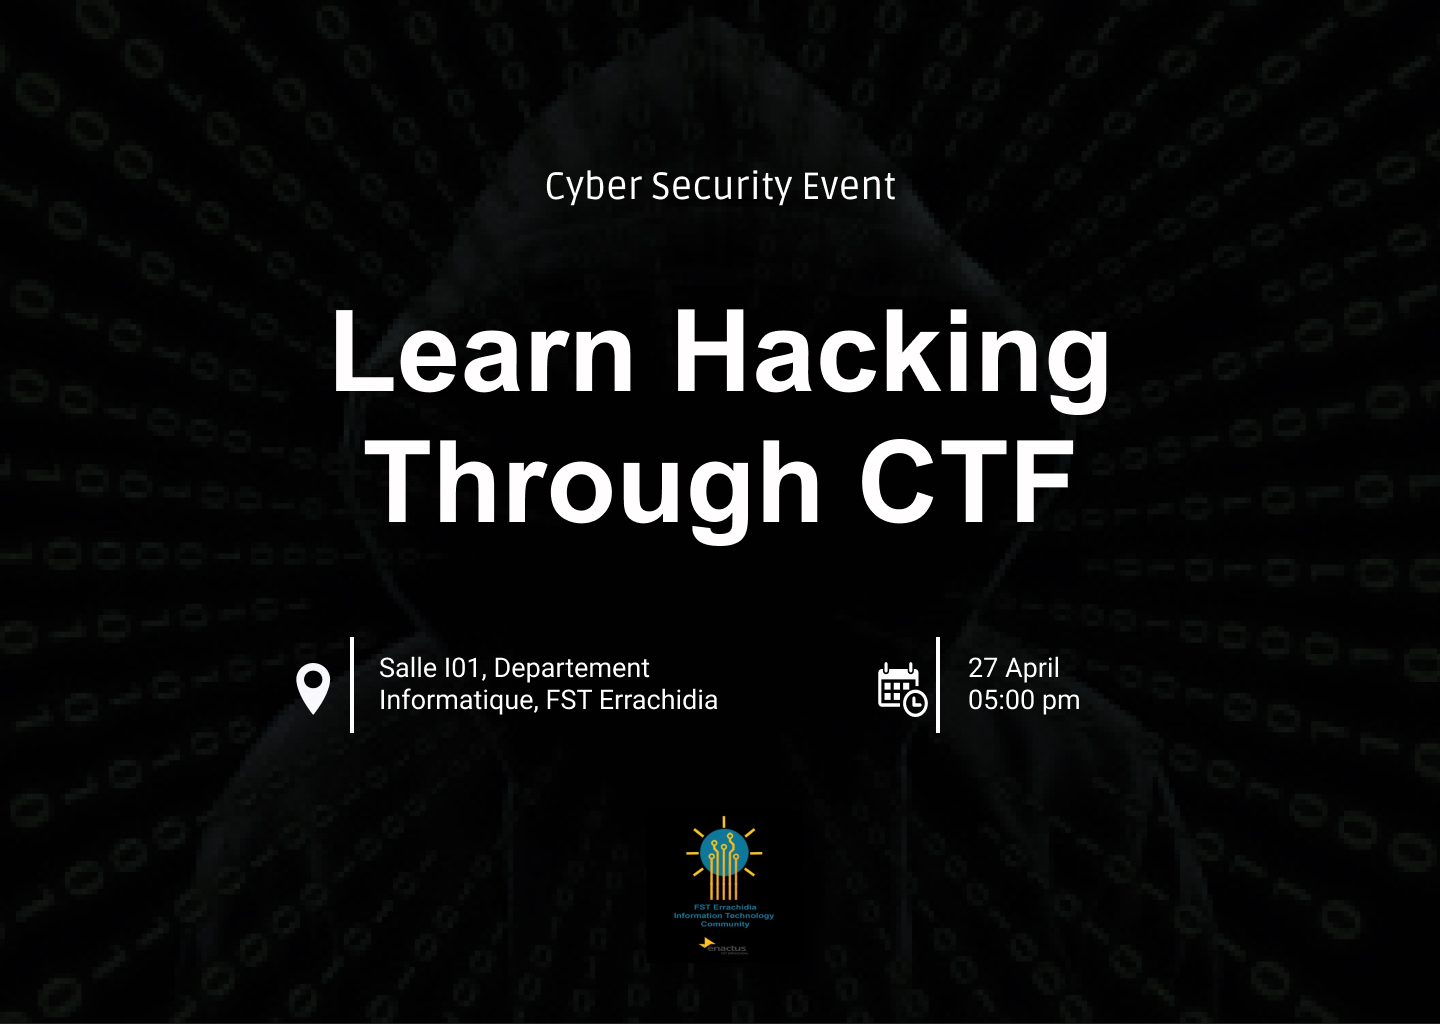 Cyber Security Event
Learn Hacking
Through CTF
Salle I01, Departement
Informatique, FST Errachidia
27 April
05:00 pm
FST Errachidia
Information Technology
Community
enactus